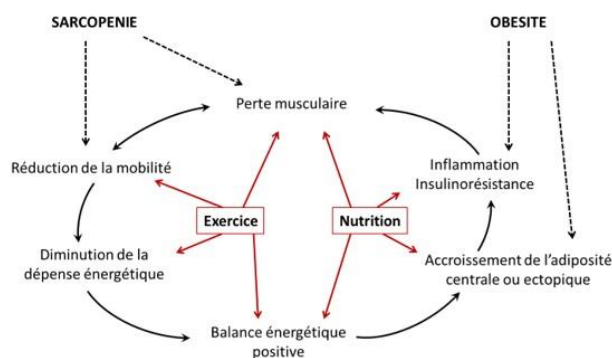 SARCOPENIE
OBESITE
Perte musculaire
Réduction de la mobilité
Inflammation
Insulinorésistance
Exercice
Nutrition
Diminution de la
dépense énergétique
Accroissement de l'adiposité
centrale ou ectopique
Balance énergétique
positive